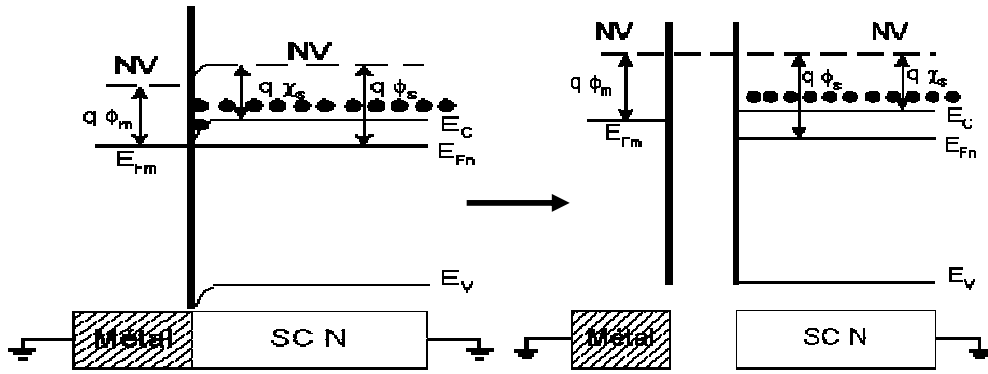 NV
NV
q χs
q ϕs
q ϕm
EC
EFm
EFn
EV
Métal
SC N
NV
NV
q ϕm
q ϕs
q χs
EC
EFm
EFn
EV
Métal
SC N